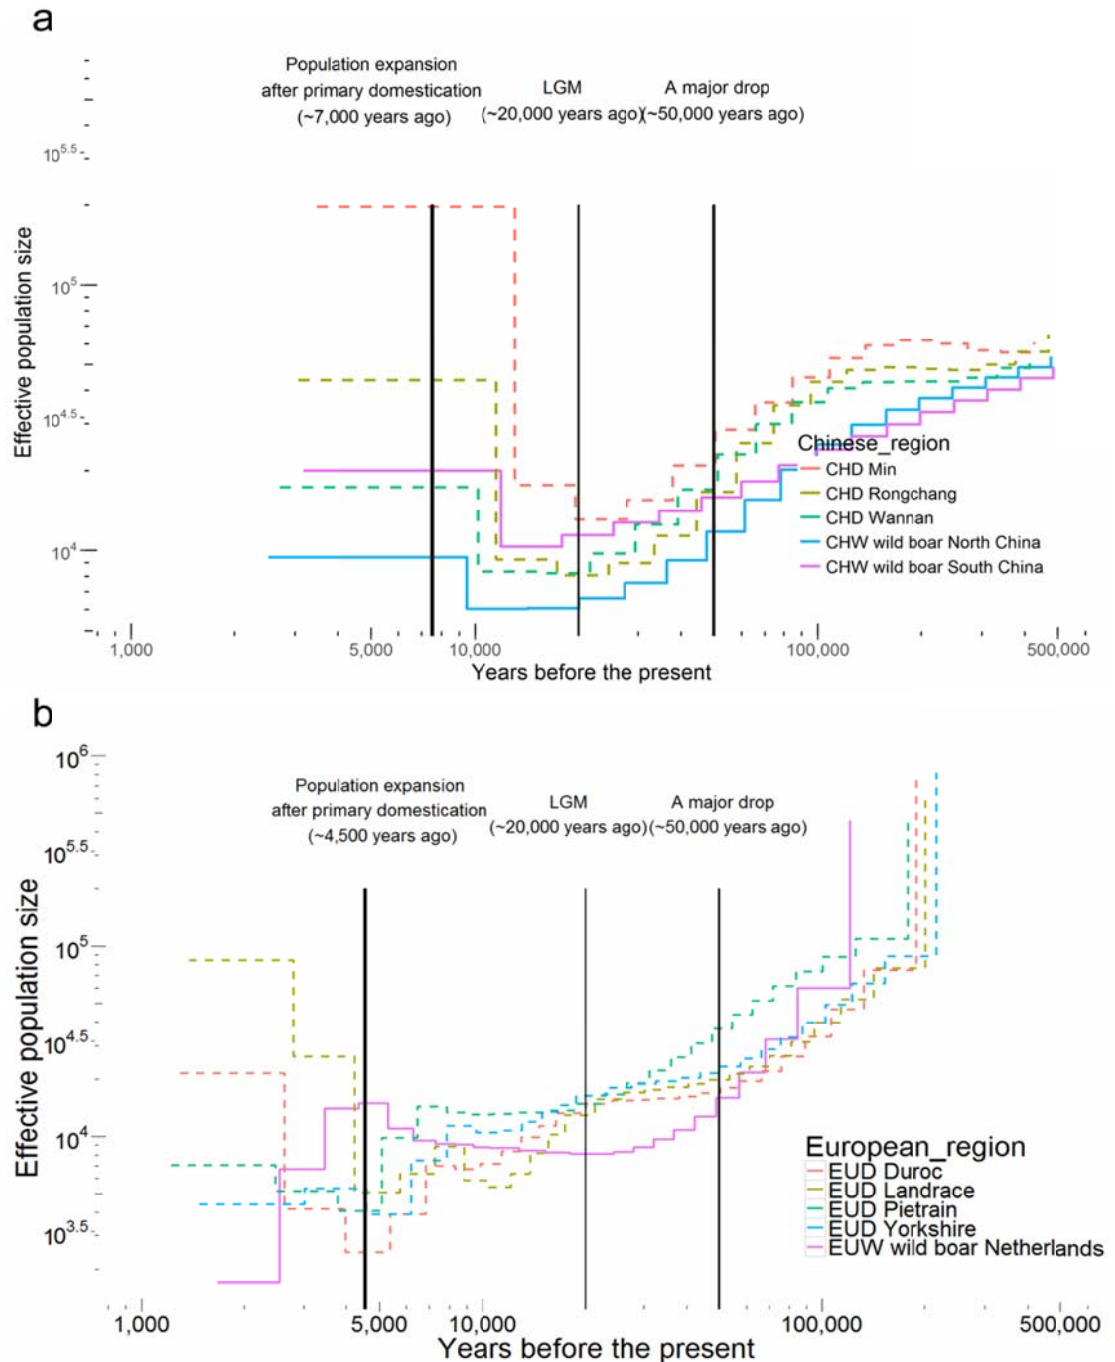 a
Population expansion
after primary domestication
(~7,000 years ago)
LGM
(~20,000 years ago)
A major drop
(~50,000 years ago)
Effective population size
10^5.5
10^5
10^4.5
10^4
Chinese_region
CHD Min
CHD Rongchang
CHD Wannan
CHW wild boar North China
CHW wild boar South China
1,000
5,000
10,000
100,000
500,000
Years before the present
b
Population expansion
after primary domestication
(~4,500 years ago)
LGM
(~20,000 years ago)
A major drop
(~50,000 years ago)
Effective population size
10^6
10^5.5
10^5
10^4.5
10^4
10^3.5
European_region
EUD Duroc
EUD Landrace
EUD Pietrain
EUD Yorkshire
EUW wild boar Netherlands
1,000
5,000
10,000
100,000
500,000
Years before the present